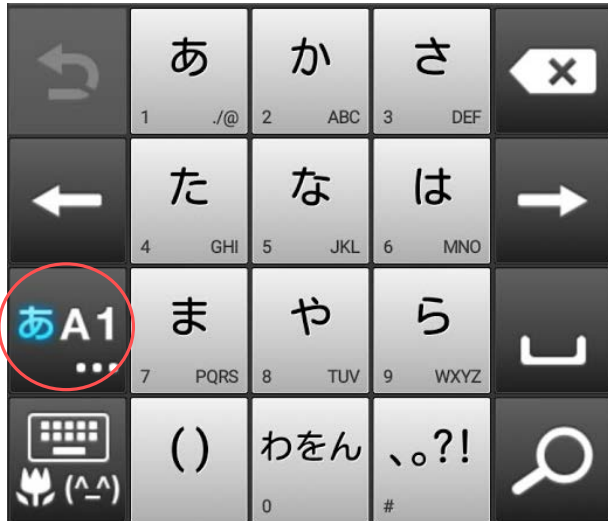 あ か さ
1 ./@ 2 ABC 3 DEF
た な は
4 GHI 5 JKL 6 MNO
あA1 ま や ら
... 7 PQRS 8 TUV 9 WXYZ
() わをん 、。?!
(^_^) 0 #